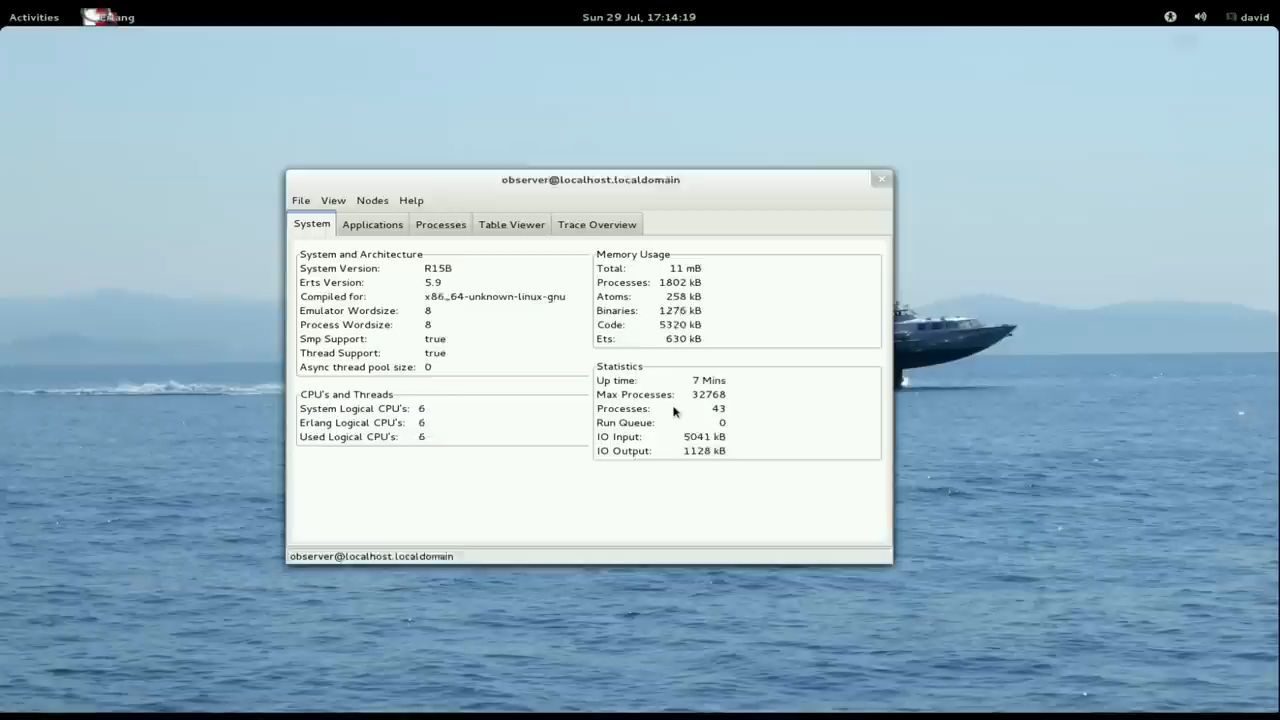 Activities
Erlang
Sun 29 Jul, 17:14:19
david
observer@localhost.localdomain
File View Nodes Help
System Applications Processes Table Viewer Trace Overview
System and Architecture
System Version: R15B
Erts Version: 5.9
Compiled for: x86_64-unknown-linux-gnu
Emulator Wordsize: 8
Process Wordsize: 8
Smp Support: true
Thread Support: true
Async thread pool size: 0
CPU's and Threads
System Logical CPU's: 6
Erlang Logical CPU's: 6
Used Logical CPU's: 6
Memory Usage
Total: 11 mB
Processes: 1802 kB
Atoms: 258 kB
Binaries: 1276 kB
Code: 5320 kB
Ets: 630 kB
Statistics
Up time: 7 Mins
Max Processes: 32768
Processes: 43
Run Queue: 0
IO Input: 5041 kB
IO Output: 1128 kB
observer@localhost.localdomain